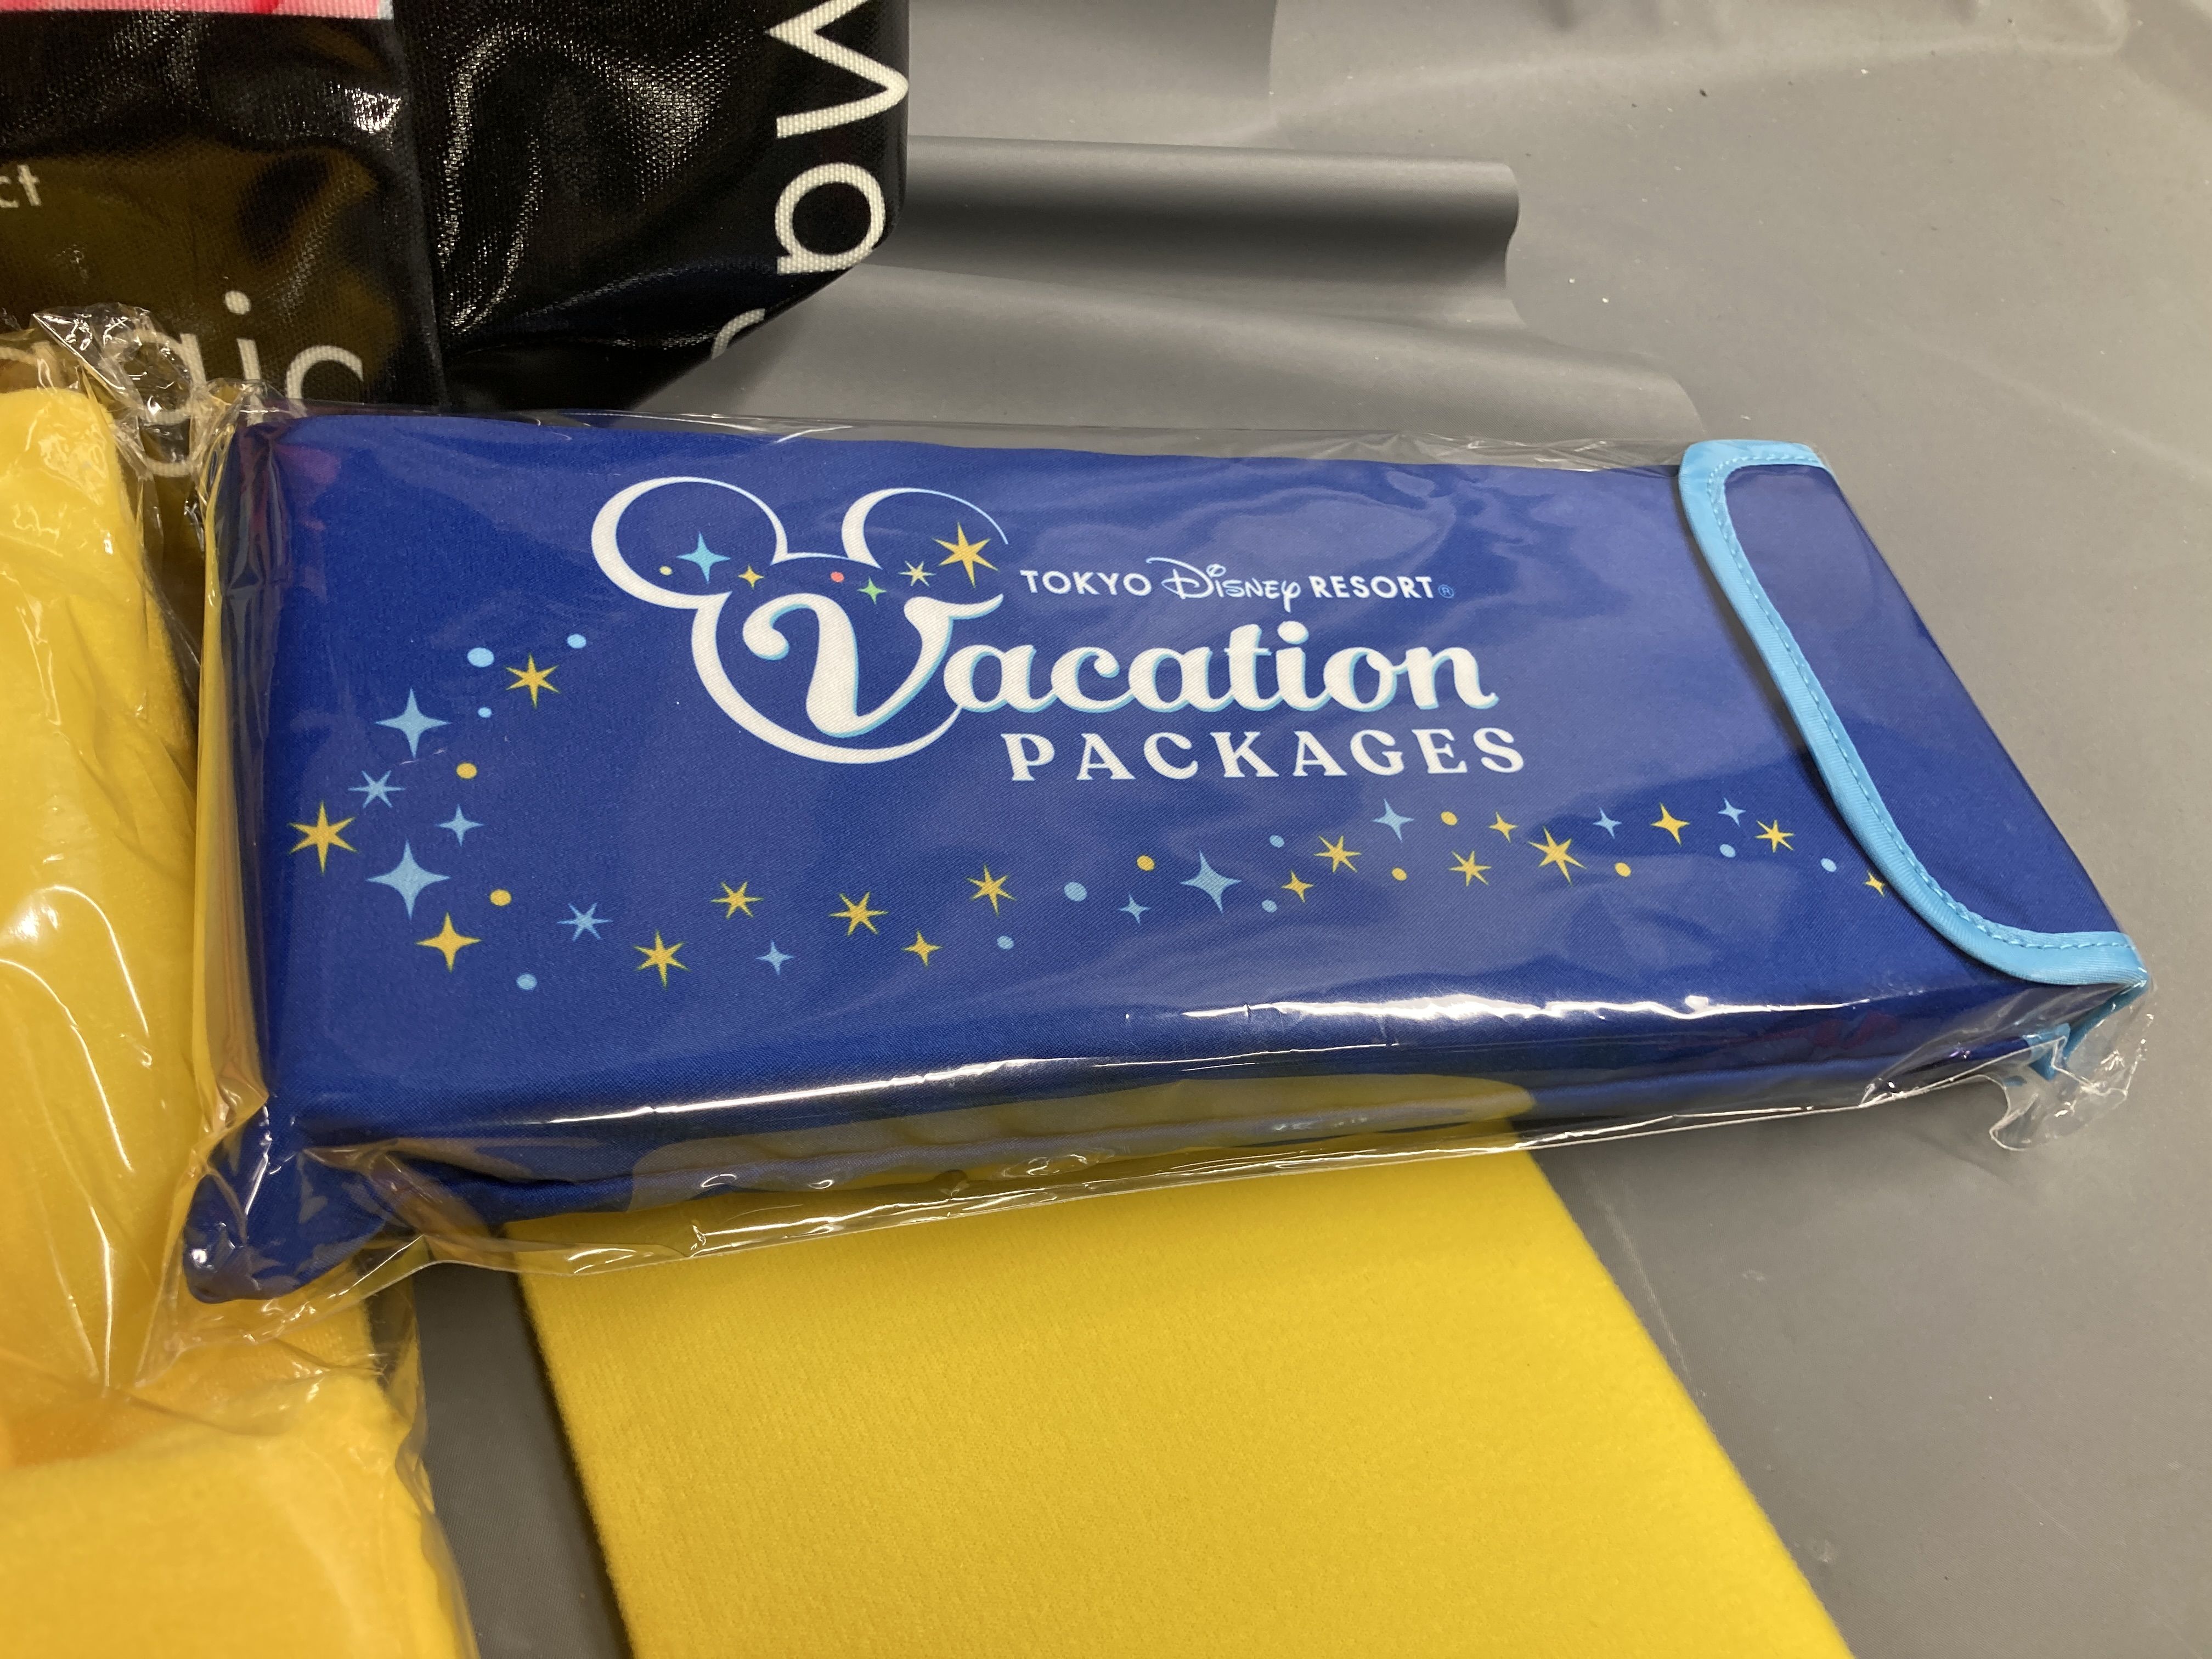 TOKYO Disney RESORT®
Vacation
PACKAGES